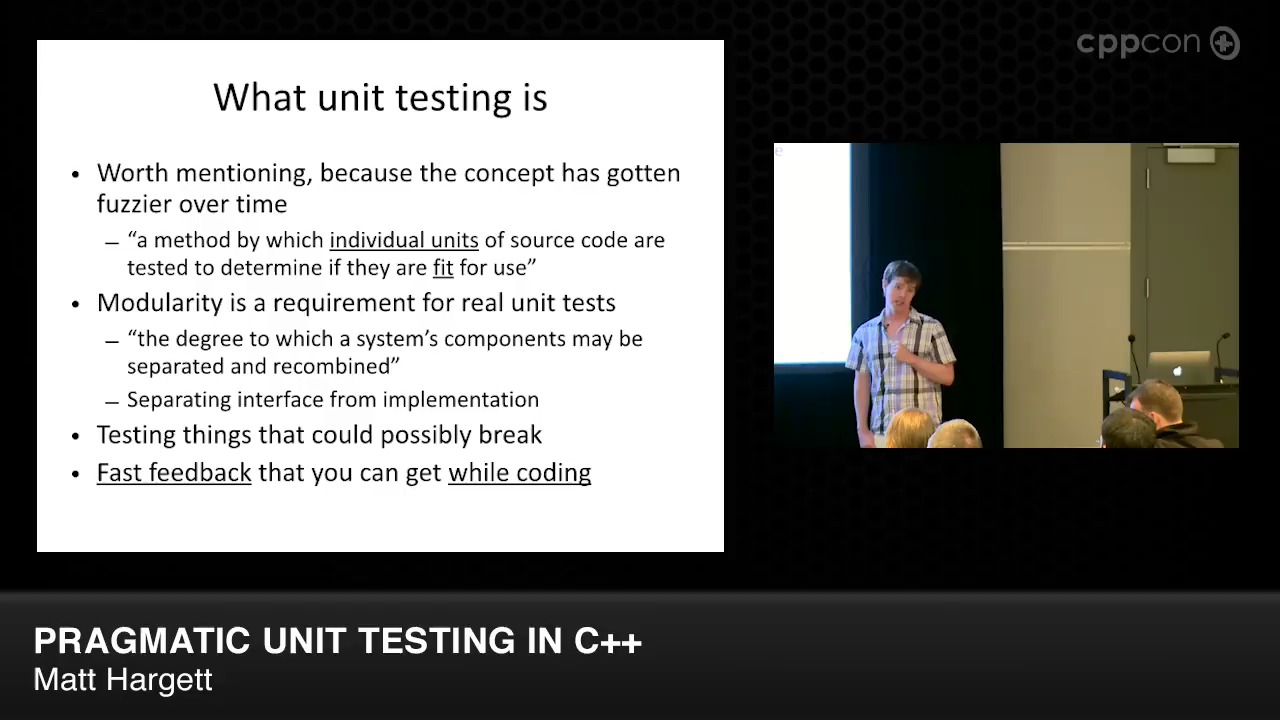 cppcon
What unit testing is
• Worth mentioning, because the concept has gotten
fuzzier over time
– “a method by which individual units of source code are
tested to determine if they are fit for use”
• Modularity is a requirement for real unit tests
– “the degree to which a system’s components may be
separated and recombined”
– Separating interface from implementation
• Testing things that could possibly break
• Fast feedback that you can get while coding
e
PRAGMATIC UNIT TESTING IN C++
Matt Hargett